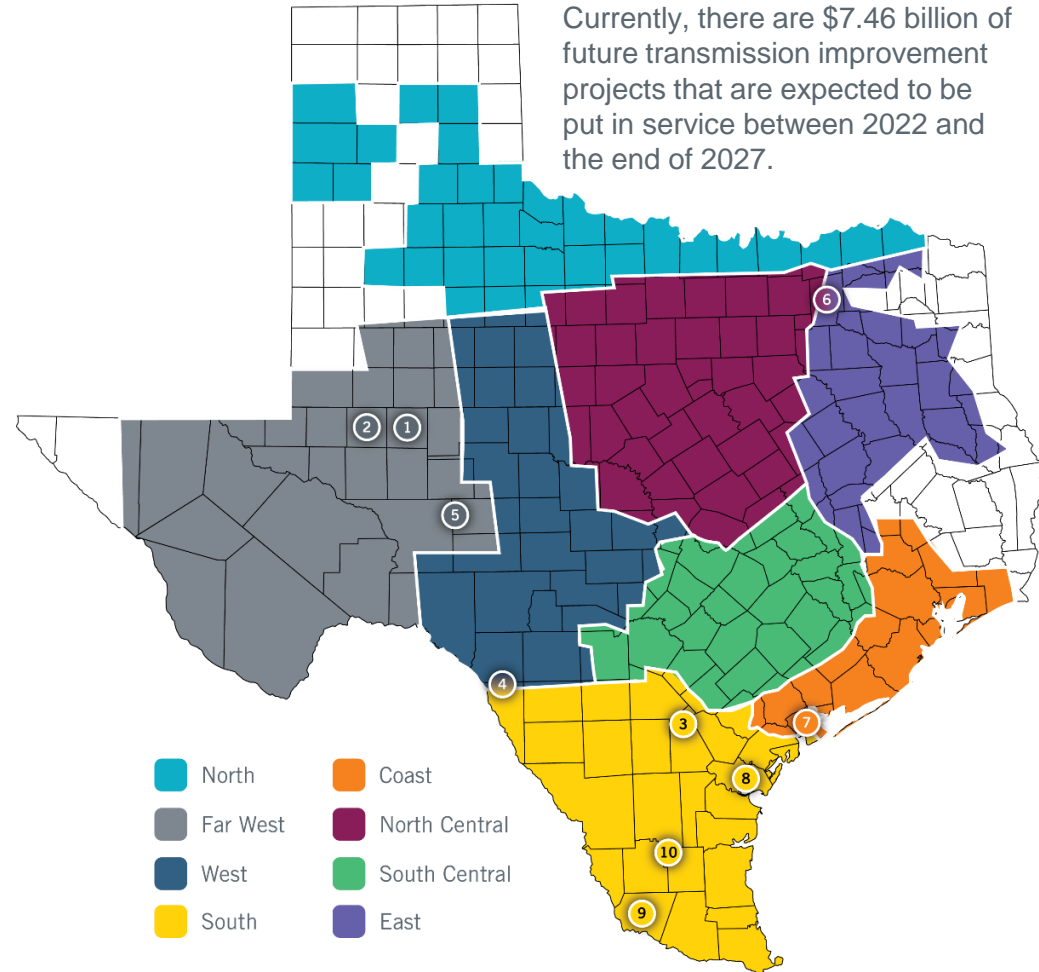 Currently, there are $7.46 billion of
future transmission improvement
projects that are expected to be
put in service between 2022 and
the end of 2027.
6
2
1
5
4
3
7
8
10
9
North
Coast
Far West
North Central
West
South Central
South
East